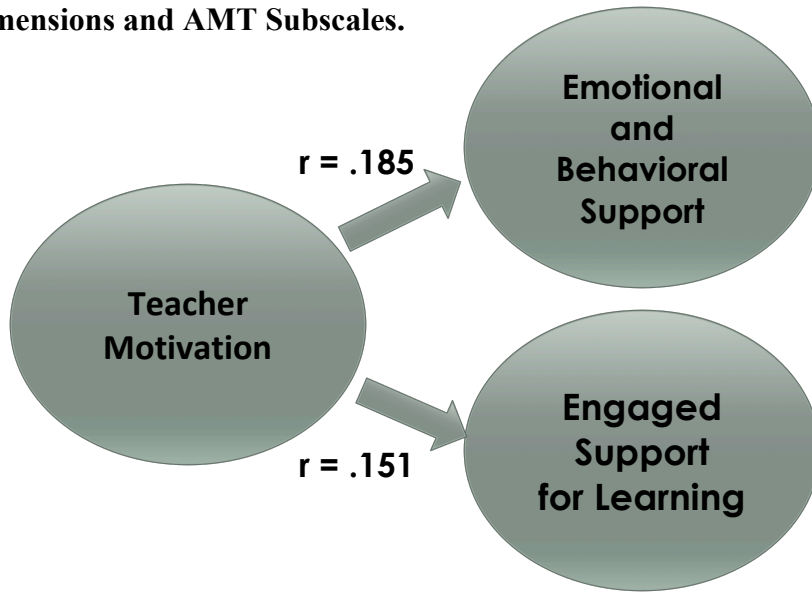 mensions and AMT Subscales.
Emotional
and
Behavioral
Support
r = .185
Teacher
Motivation
Engaged
Support
for Learning
r = .151